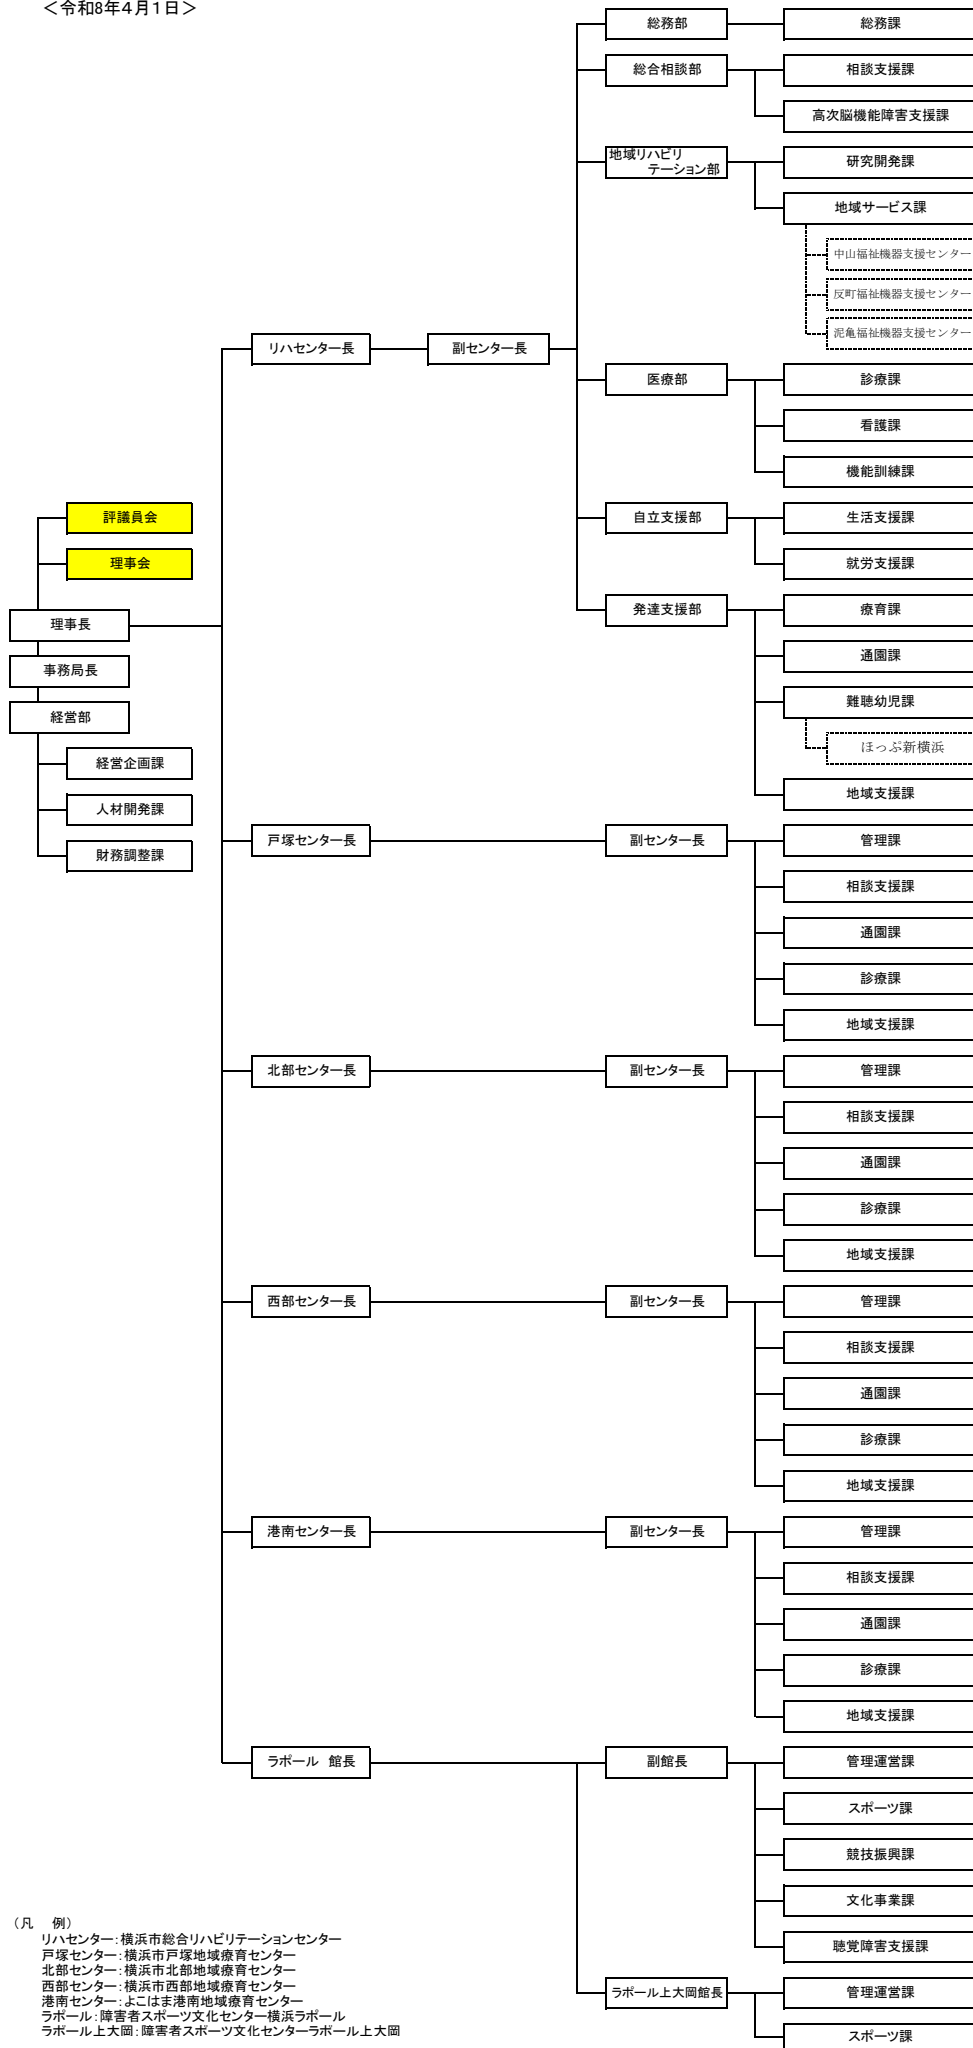 ＜令和8年4月1日＞
総務部
総務課
総合相談部
相談支援課
高次脳機能障害支援課
地域リハビリ
テーション部
研究開発課
地域サービス課
中山福祉機器支援センター
反町福祉機器支援センター
泥亀福祉機器支援センター
リハセンター長
副センター長
医療部
診療課
看護課
機能訓練課
評議員会
理事会
理事長
事務局長
経営部
経営企画課
人材開発課
財務調整課
自立支援部
生活支援課
就労支援課
発達支援部
療育課
通園課
難聴幼児課
ほっぷ新横浜
地域支援課
戸塚センター長
副センター長
管理課
相談支援課
通園課
診療課
地域支援課
北部センター長
副センター長
管理課
相談支援課
通園課
診療課
地域支援課
西部センター長
副センター長
管理課
相談支援課
通園課
診療課
地域支援課
港南センター長
副センター長
管理課
相談支援課
通園課
診療課
地域支援課
ラポール　館長
副館長
管理運営課
スポーツ課
競技振興課
文化事業課
聴覚障害支援課
ラポール上大岡館長
管理運営課
スポーツ課
（凡　例）
リハセンター：横浜市総合リハビリテーションセンター
戸塚センター：横浜市戸塚地域療育センター
北部センター：横浜市北部地域療育センター
西部センター：横浜市西部地域療育センター
港南センター：よこはま港南地域療育センター
ラポール：障害者スポーツ文化センター横浜ラポール
ラポール上大岡：障害者スポーツ文化センターラポール上大岡